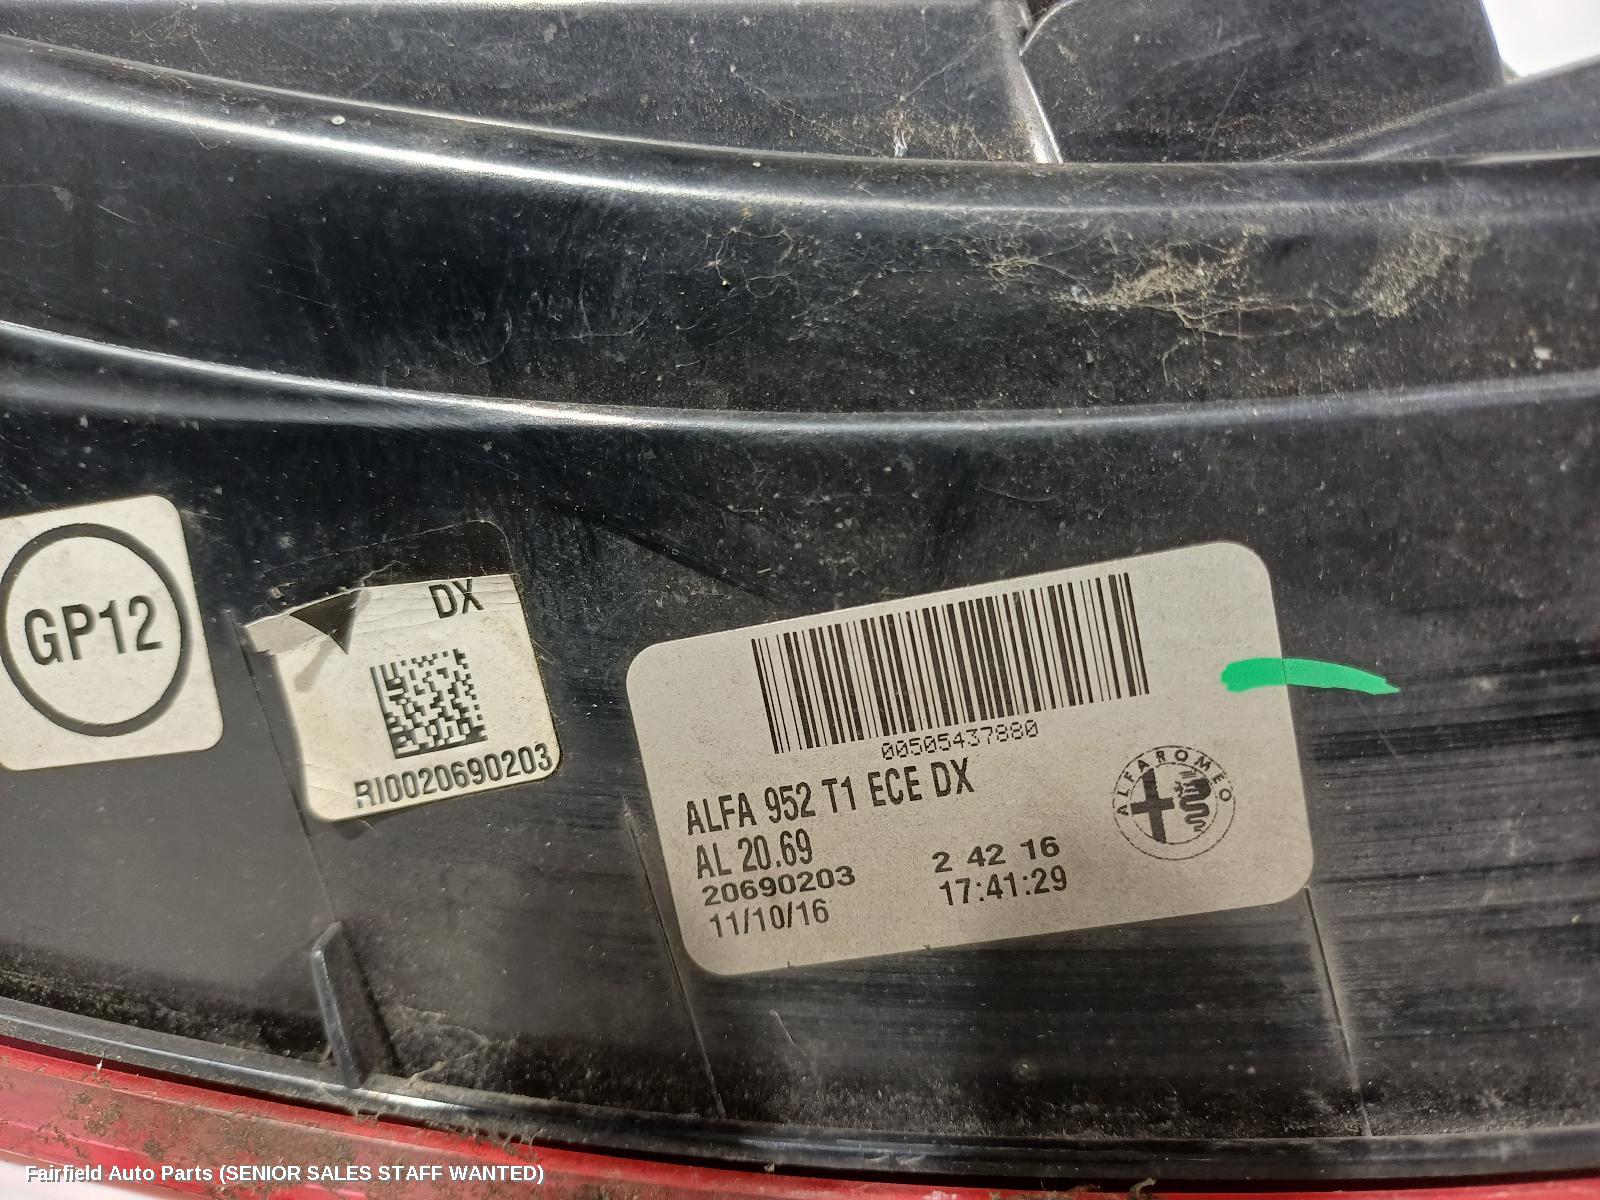 GP12
DX
RI0020690203
00505437880
ALFA 952 T1 ECE DX
AL 20.69
20690203
2 42 16
11/10/16
17:41:29
ALFA ROMEO
Fairfield Auto Parts (SENIOR SALES STAFF WANTED)